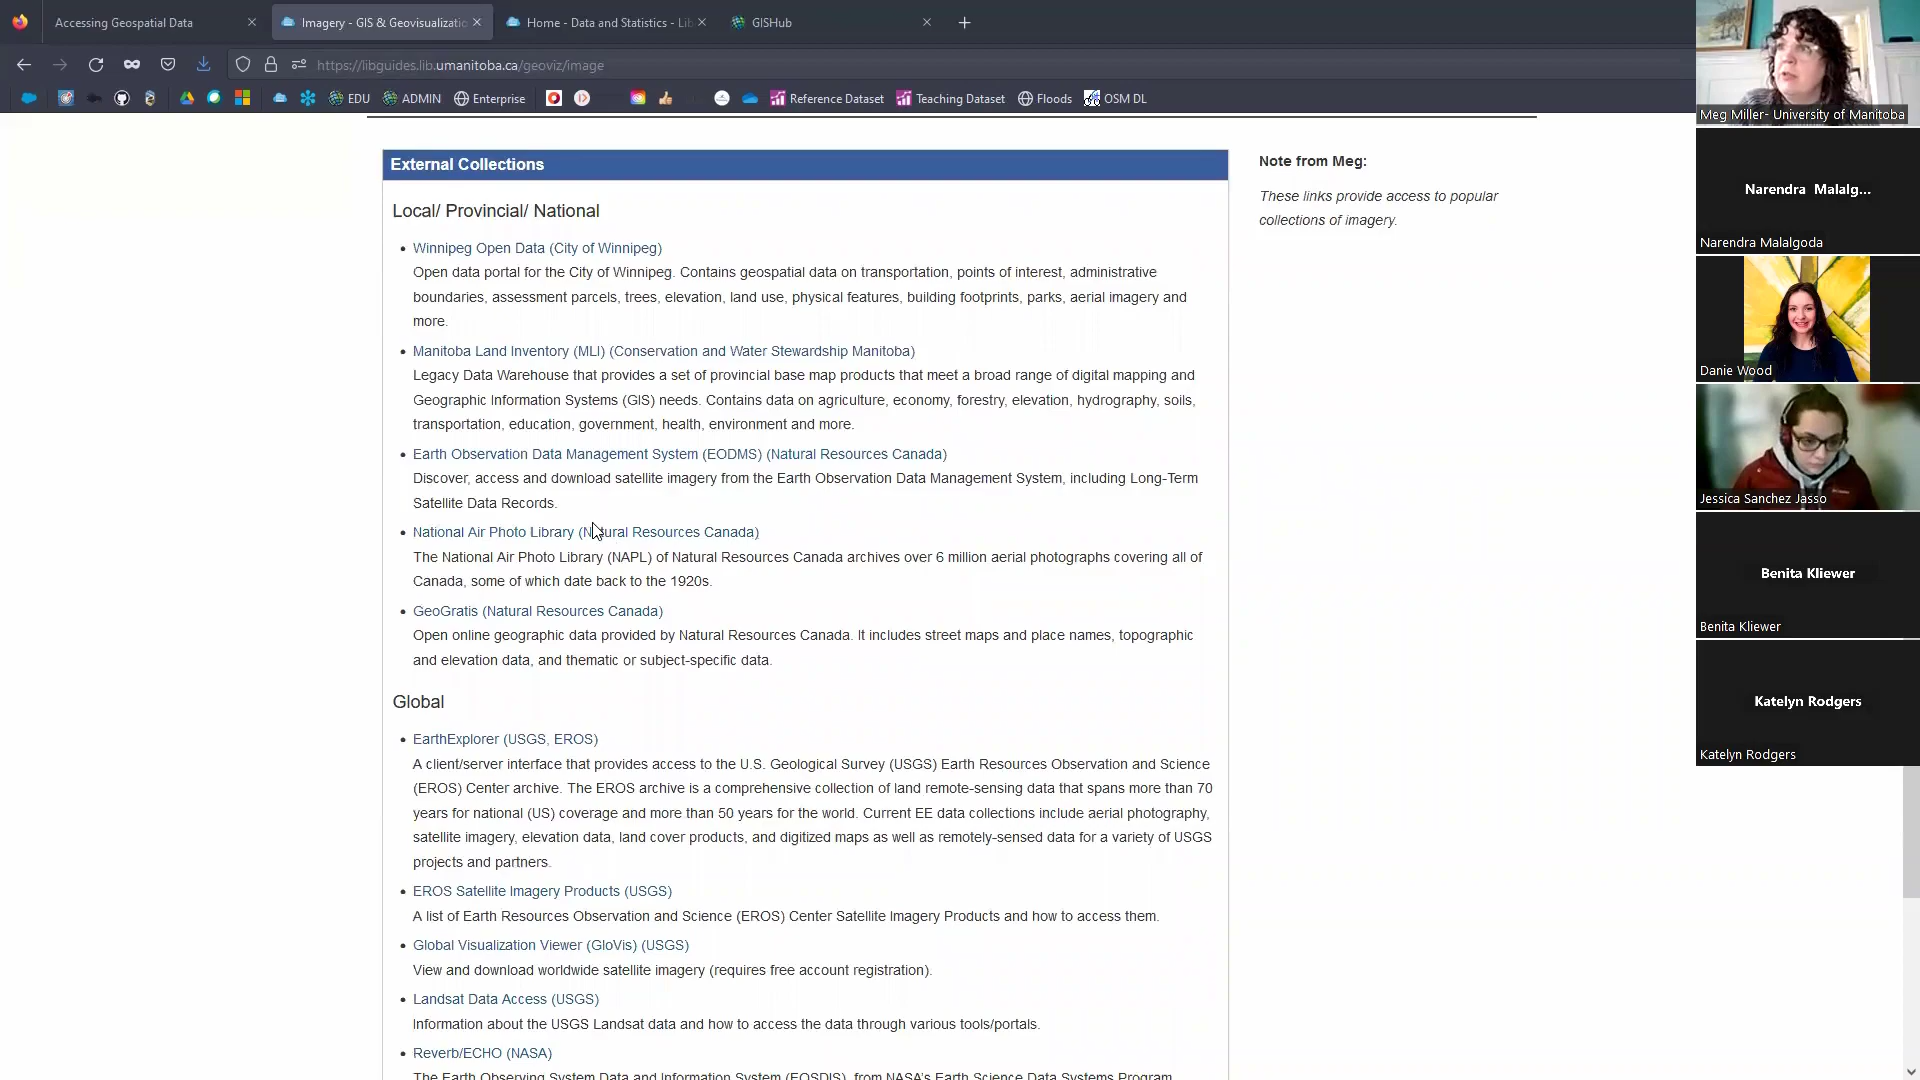 Accessing Geospatial Data
Imagery - GIS & Geovisualizatio
Home - Data and Statistics - Lib
GISHub
https://libguides.lib.umanitoba.ca/geoviz/image
EDU ADMIN Enterprise Reference Dataset Teaching Dataset Floods OSM DL
External Collections
Local/ Provincial/ National
Winnipeg Open Data (City of Winnipeg)
Open data portal for the City of Winnipeg. Contains geospatial data on transportation, points of interest, administrative
boundaries, assessment parcels, trees, elevation, land use, physical features, building footprints, parks, aerial imagery and
more.
Manitoba Land Inventory (MLI) (Conservation and Water Stewardship Manitoba)
Legacy Data Warehouse that provides a set of provincial base map products that meet a broad range of digital mapping and
Geographic Information Systems (GIS) needs. Contains data on agriculture, economy, forestry, elevation, hydrography, soils,
transportation, education, government, health, environment and more.
Earth Observation Data Management System (EODMS) (Natural Resources Canada)
Discover, access and download satellite imagery from the Earth Observation Data Management System, including Long-Term
Satellite Data Records.
National Air Photo Library (Natural Resources Canada)
The National Air Photo Library (NAPL) of Natural Resources Canada archives over 6 million aerial photographs covering all of
Canada, some of which date back to the 1920s.
GeoGratis (Natural Resources Canada)
Open online geographic data provided by Natural Resources Canada. It includes street maps and place names, topographic
and elevation data, and thematic or subject-specific data.
Global
EarthExplorer (USGS, EROS)
A client/server interface that provides access to the U.S. Geological Survey (USGS) Earth Resources Observation and Science
(EROS) Center archive. The EROS archive is a comprehensive collection of land remote-sensing data that spans more than 70
years for national (US) coverage and more than 50 years for the world. Current EE data collections include aerial photography,
satellite imagery, elevation data, land cover products, and digitized maps as well as remotely-sensed data for a variety of USGS
projects and partners.
EROS Satellite Imagery Products (USGS)
A list of Earth Resources Observation and Science (EROS) Center Satellite Imagery Products and how to access them.
Global Visualization Viewer (GloVis) (USGS)
View and download worldwide satellite imagery (requires free account registration).
Landsat Data Access (USGS)
Information about the USGS Landsat data and how to access the data through various tools/portals.
Reverb/ECHO (NASA)
The Earth Observing System Data and Information System (EOSDIS), from NASA's Earth Science Data Systems Program
Note from Meg:
These links provide access to popular
collections of imagery.
Meg Miller- University of Manitoba
Narendra Malalg...
Narendra Malalgoda
Danie Wood
Jessica Sanchez Jasso
Benita Kliewer
Benita Kliewer
Katelyn Rodgers
Katelyn Rodgers